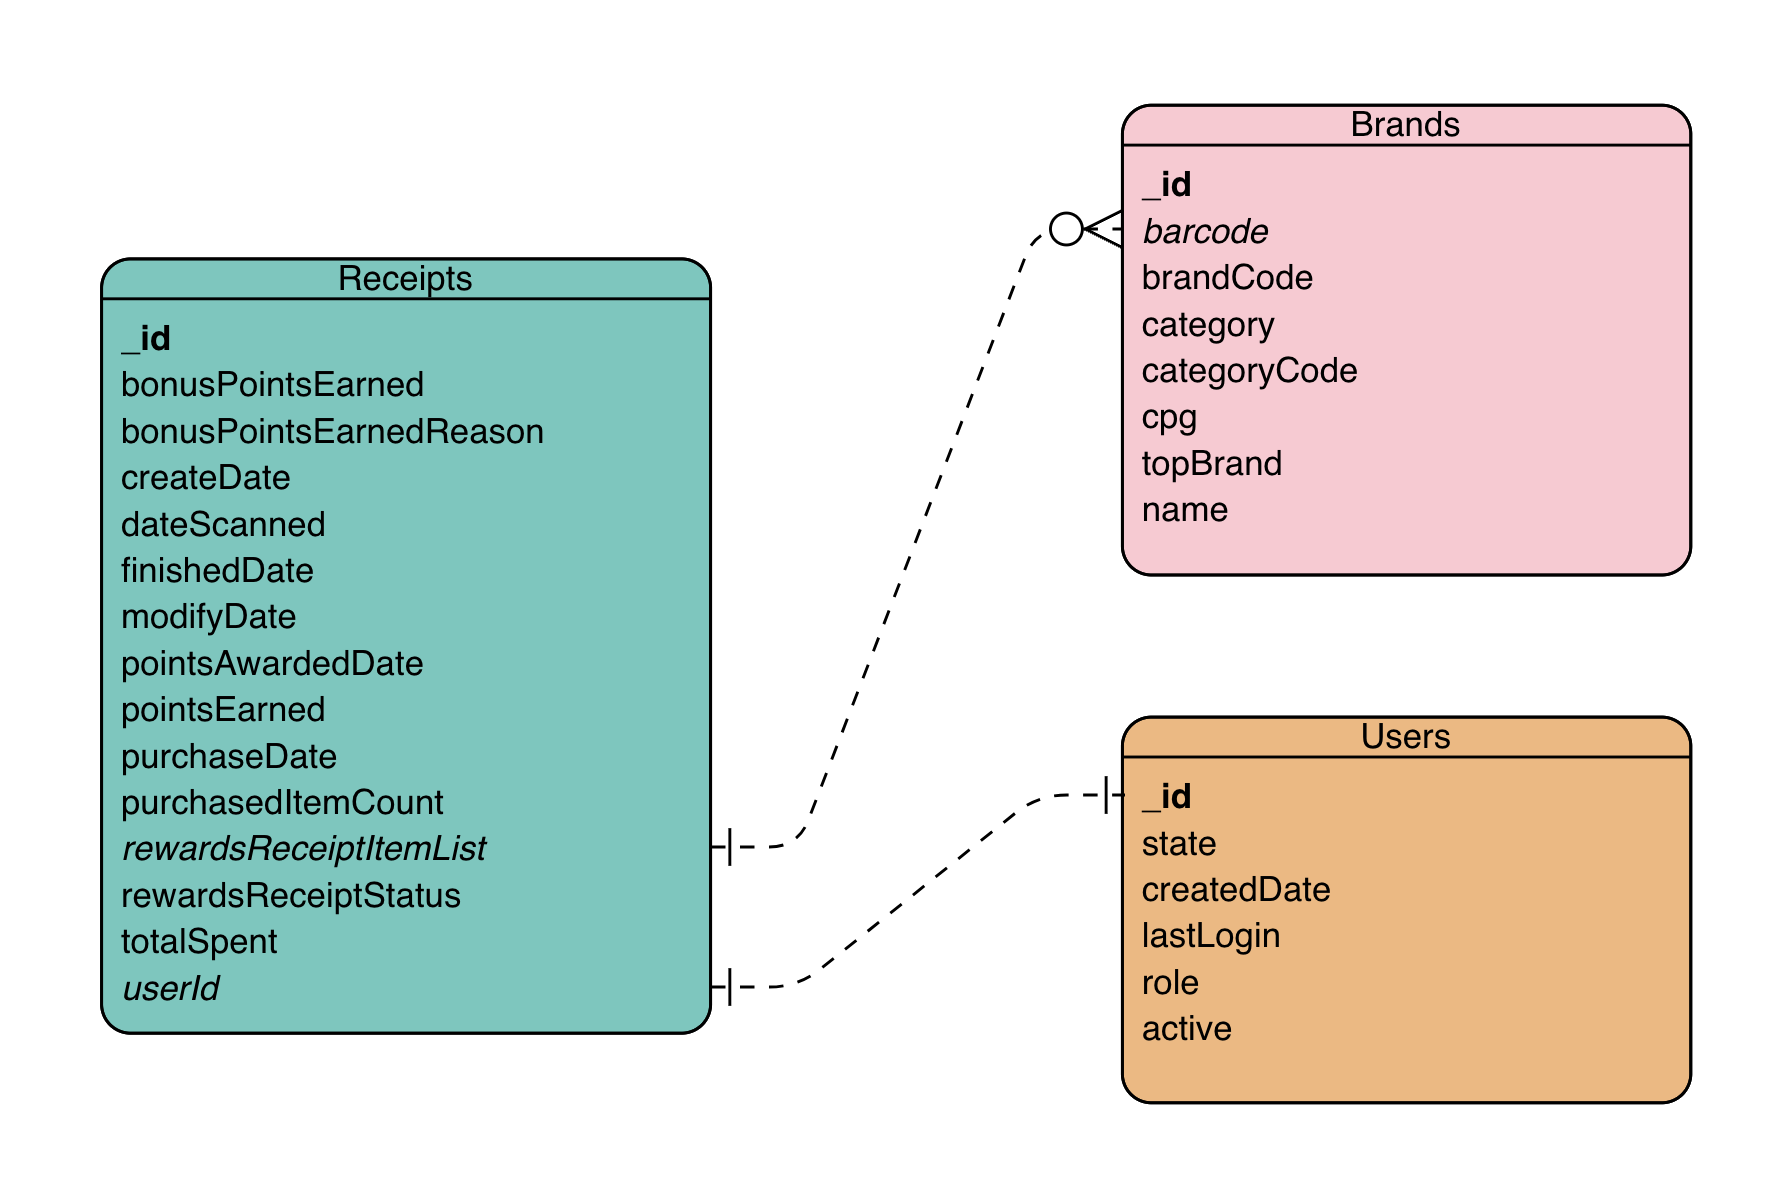 Receipts
_id
bonusPointsEarned
bonusPointsEarnedReason
createDate
dateScanned
finishedDate
modifyDate
pointsAwardedDate
pointsEarned
purchaseDate
purchasedItemCount
rewardsReceiptItemList
rewardsReceiptStatus
totalSpent
userId
Brands
_id
barcode
brandCode
category
categoryCode
cpg
topBrand
name
Users
_id
state
createdDate
lastLogin
role
active